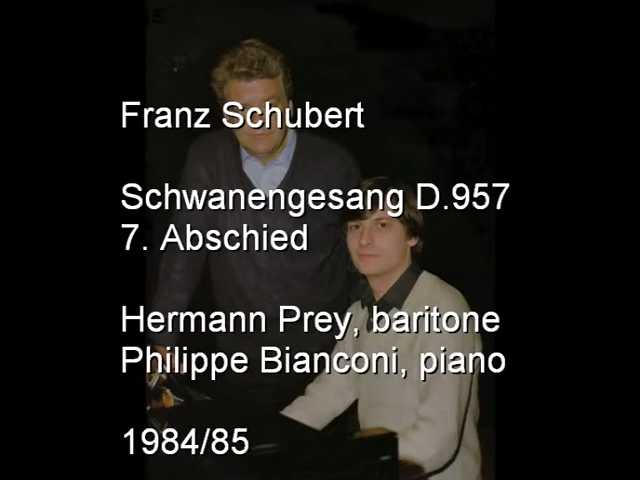 Franz Schubert
Schwanengesang D.957
7. Abschied
Hermann Prey, baritone
Philippe Bianconi, piano
1984/85